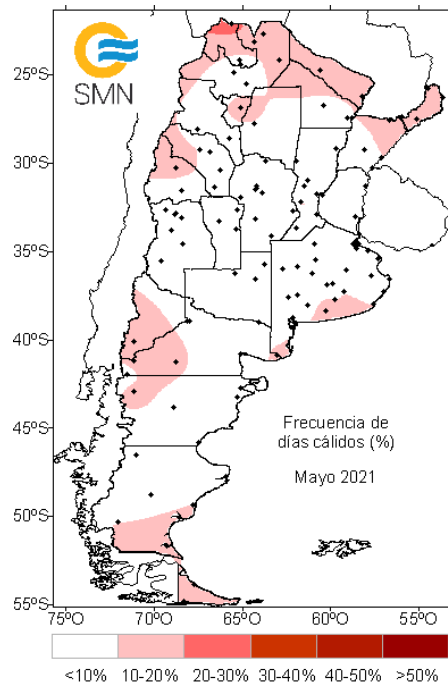 SMN
25ºS
30ºS
35ºS
40ºS
45ºS
50ºS
55ºS
Frecuencia de
días cálidos (%)
Mayo 2021
75ºO 70ºO 65ºO 60ºO 55ºO
<10% 10-20% 20-30% 30-40% 40-50% >50%